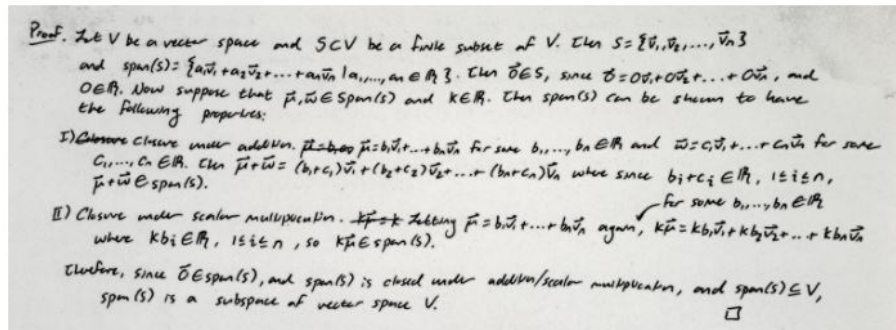 Proof. Let V be a vector space and S⊂V be a finite subset of V. Then S={v⃗₁,v⃗₂,...,v⃗ₙ}
and span(s)={a₁v⃗₁+a₂v⃗₂+...+aₙv⃗ₙ|a₁,...,aₙ∈ℝ}. Then 0⃗∈S, since 0⃗=0v⃗₁+0v⃗₂+...+0v⃗ₙ, and
0∈ℝ. Now suppose that μ⃗,w⃗∈Span(s) and k∈ℝ. Then span(s) can be shown to have
the following properties:
I) Closure Closure under addition. μ⃗=b₁v⃗₁+...+bₙv⃗ₙ for some b₁,...,bₙ∈ℝ and w⃗=c₁v⃗₁+...+cₙv⃗ₙ for some
c₁,...,cₙ∈ℝ. Then μ⃗+w⃗=(b₁+c₁)v⃗₁+(b₂+c₂)v⃗₂+...+(bₙ+cₙ)v⃗ₙ where since bᵢ+cᵢ∈ℝ, 1≤i≤n,
μ⃗+w⃗∈span(s).
for some b₁,...,bₙ∈ℝ
II) Closure under scalar multiplication. kμ⃗=k Letting μ⃗=b₁v⃗₁+...+bₙv⃗ₙ again, kμ⃗=kb₁v⃗₁+kb₂v⃗₂+...+kbₙv⃗ₙ
where kbᵢ∈ℝ, 1≤i≤n, so kμ⃗∈span(s).
Therefore, since 0⃗∈span(s), and span(s) is closed under addition/scalar multiplication, and span(s)⊆V,
span(s) is a subspace of vector space V.